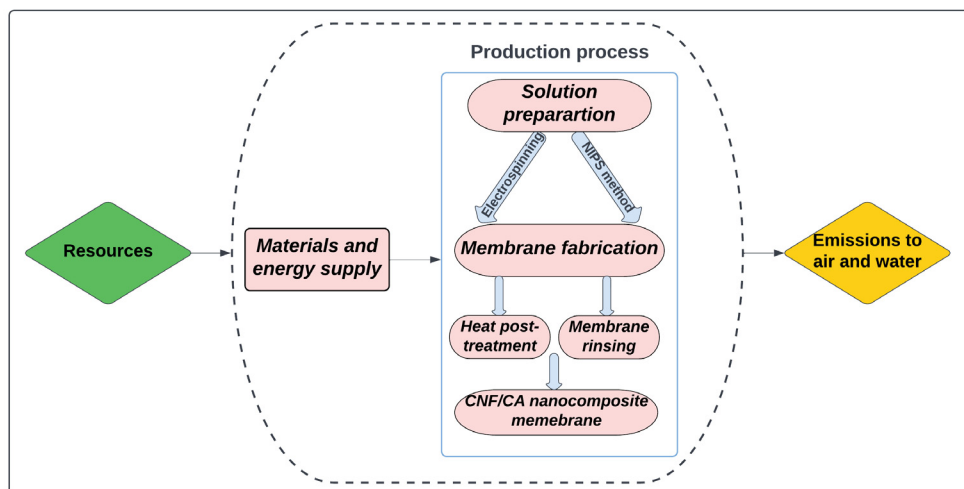 Production process
Solution
preparartion
Electrospinning
NIPS method
Resources
Materials and
energy supply
Membrane fabrication
Emissions to
air and water
Heat post-
treatment
Membrane
rinsing
CNF/CA nanocomposite
memebrane